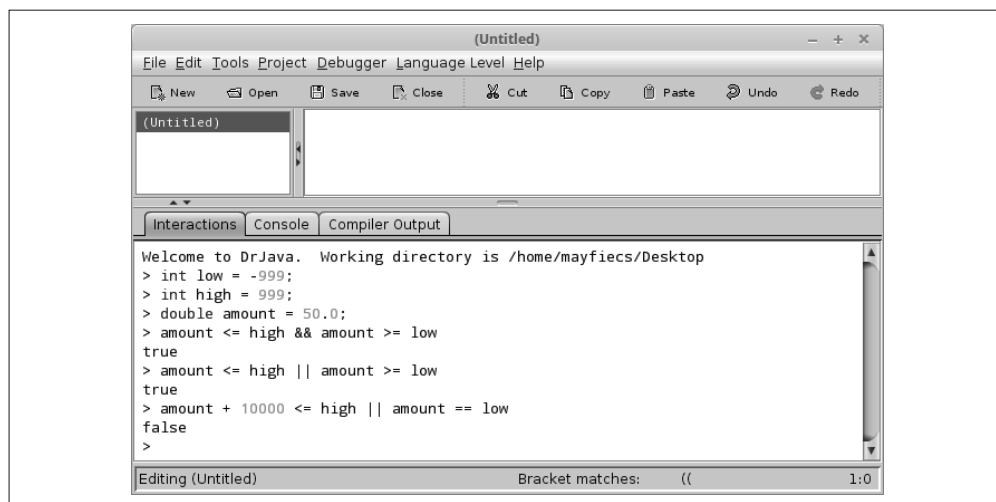 (Untitled) – + ×
File Edit Tools Project Debugger Language Level Help
New Open Save Close Cut Copy Paste Undo Redo
(Untitled)
Interactions Console Compiler Output
Welcome to DrJava.  Working directory is /home/mayfiecs/Desktop
> int low = -999;
> int high = 999;
> double amount = 50.0;
> amount <= high && amount >= low
true
> amount <= high || amount >= low
true
> amount + 10000 <= high || amount == low
false
>
Editing (Untitled) Bracket matches: (( 1:0